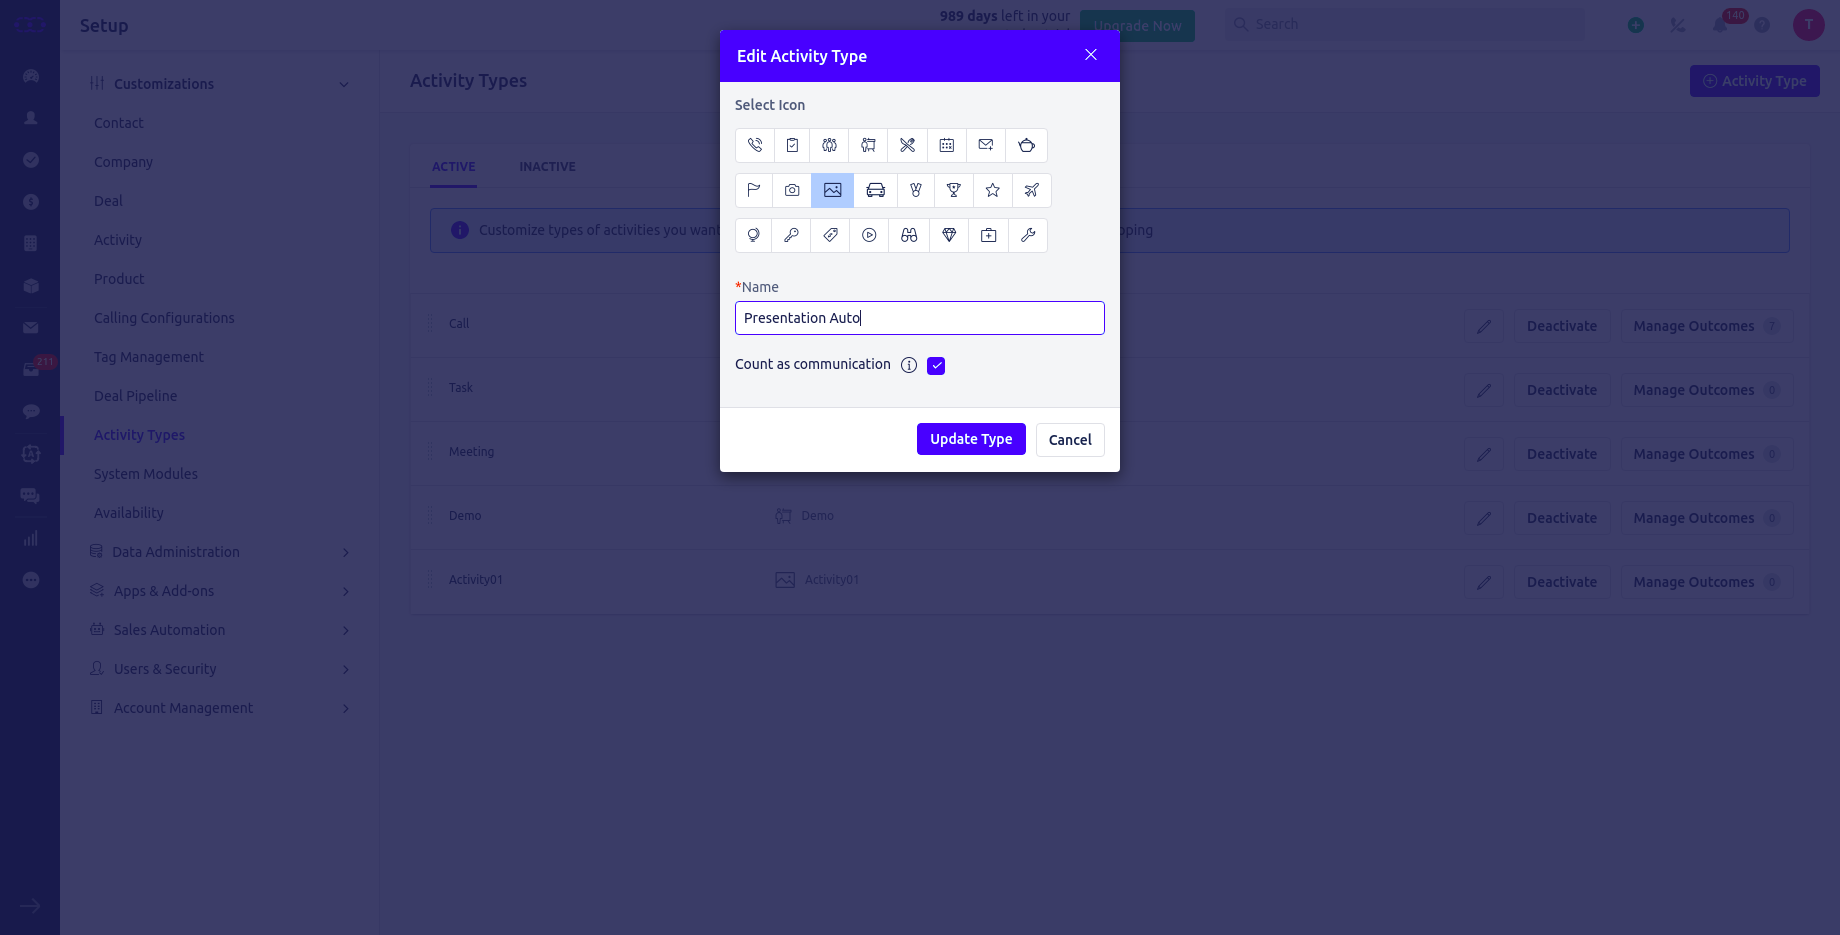 Setup
989 days left in your
Upgrade Now
Search
140
T
Edit Activity Type
Customizations
Contact
Company
Deal
Activity
Product
Calling Configurations
Tag Management
Deal Pipeline
Activity Types
System Modules
Availability
Data Administration
Apps & Add-ons
Sales Automation
Users & Security
Account Management
211
Activity Types
Activity Type
ACTIVE
INACTIVE
Customize types of activities you want
Select Icon
*Name
Presentation Auto
Count as communication
Update Type
Cancel
Call
Deactivate
Manage Outcomes 7
Task
Deactivate
Manage Outcomes 0
Meeting
Deactivate
Manage Outcomes 0
Demo
Demo
Deactivate
Manage Outcomes 0
Activity01
Activity01
Deactivate
Manage Outcomes 0